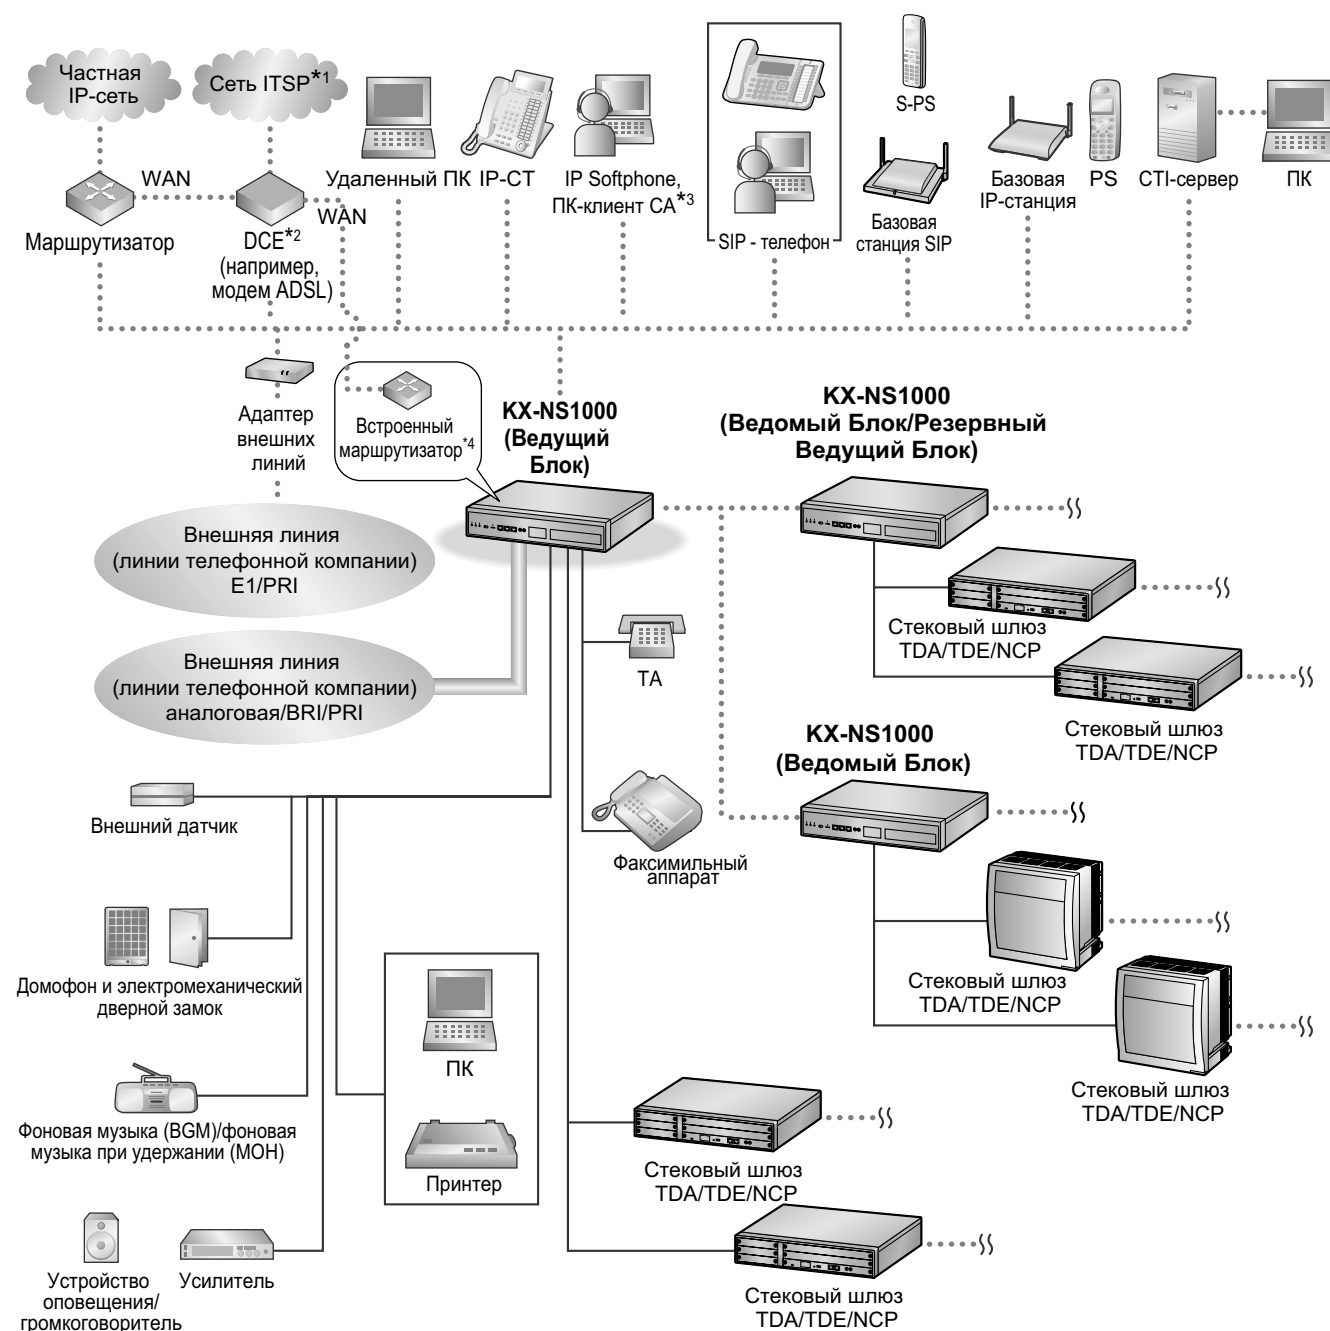 Частная
IP-сеть
Сеть ITSP*1
S-PS
WAN
WAN
Маршрутизатор
DCE*2
(например,
модем ADSL)
Удаленный ПК
IP-CT
IP Softphone,
ПК-клиент CA*3
SIP - телефон
Базовая
станция SIP
Базовая
IP-станция
PS
CTI-сервер
ПК
Адаптер
внешних
линий
Встроенный
маршрутизатор*4
KX-NS1000
(Ведущий
Блок)
KX-NS1000
(Ведомый Блок/Резервный
Ведущий Блок)
Внешняя линия
(линии телефонной компании)
E1/PRI
Стековый шлюз
TDA/TDE/NCP
Внешняя линия
(линии телефонной компании)
аналоговая/BRI/PRI
ТА
Стековый шлюз
TDA/TDE/NCP
KX-NS1000
(Ведомый Блок)
Внешний датчик
Факсимильный
аппарат
Домофон и электромеханический
дверной замок
Стековый шлюз
TDA/TDE/NCP
ПК
Стековый шлюз
TDA/TDE/NCP
Фоновая музыка (BGM)/фоновая
музыка при удержании (MOH)
Принтер
Стековый шлюз
TDA/TDE/NCP
Устройство
оповещения/
громкоговоритель
Усилитель
Стековый шлюз
TDA/TDE/NCP